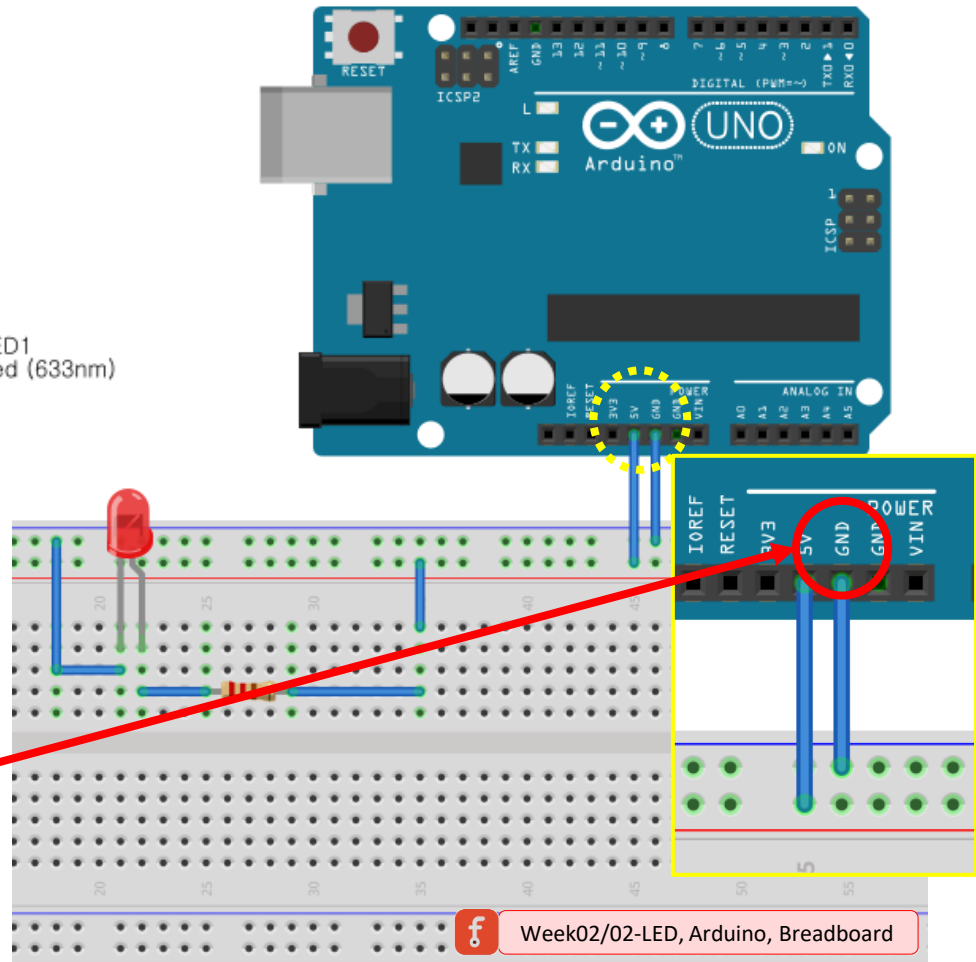 RESET
ICSP2
AREF
GND
13
12
~11
~10
~9
8
7
~6
~5
4
~3
2
TX0▶1
RX0◀0
DIGITAL (PWM=~)
L
TX
RX
Arduino™
UNO
ON
1
ICSP
ED1
ed (633nm)
IOREF
RESET
3V3
5V
GND
GND
VIN
POWER
ANALOG IN
A0
A1
A2
A3
A4
A5
IOREF
RESET
3V3
5V
GND
GND
VIN
POWER
20
25
30
35
40
45
5
20
25
30
35
40
45
50
55
f
Week02/02-LED, Arduino, Breadboard